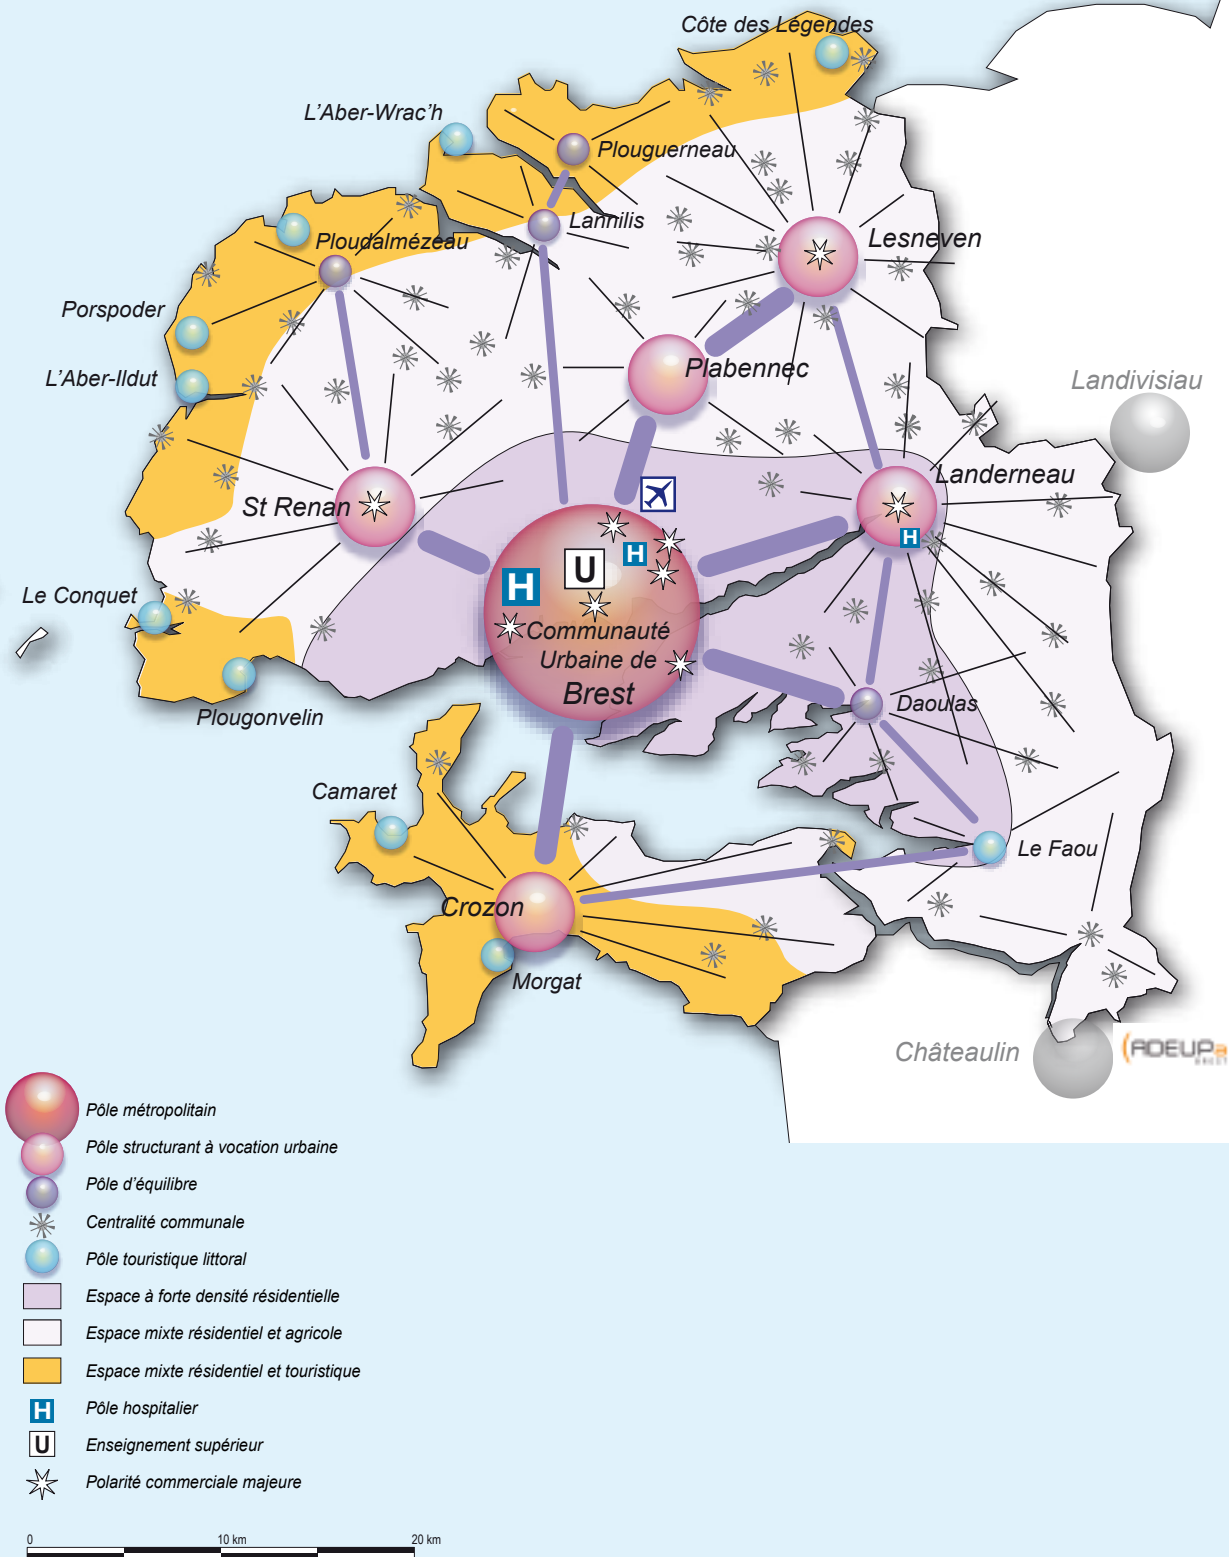 Côte des Légendes
L'Aber-Wrac'h
Plouguerneau
Lannilis
Ploudalmézeau
Lesneven
Porspoder
L'Aber-Ildut
Plabennec
Landivisiau
St Renan
Landerneau
H
H
U
H
Le Conquet
Communauté
Urbaine de
Brest
Plougonvelin
Daoulas
Camaret
Le Faou
Crozon
Morgat
Châteaulin
ADEUPa
BREST
Pôle métropolitain
Pôle structurant à vocation urbaine
Pôle d'équilibre
Centralité communale
Pôle touristique littoral
Espace à forte densité résidentielle
Espace mixte résidentiel et agricole
Espace mixte résidentiel et touristique
H Pôle hospitalier
U Enseignement supérieur
Polarité commerciale majeure
0 10 km 20 km